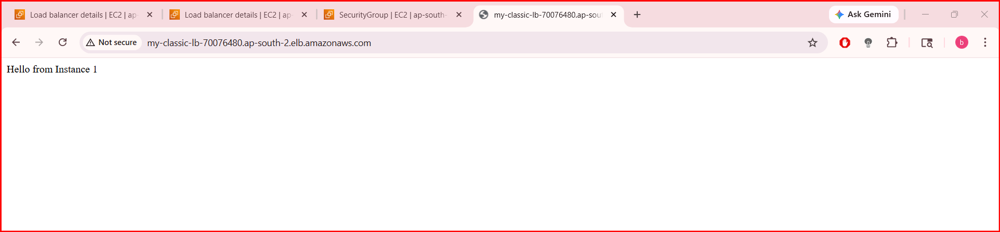 Load balancer details | EC2 | ap-
Load balancer details | EC2 | ap-
SecurityGroup | EC2 | ap-south-
my-classic-lb-70076480.ap-sout
Ask Gemini
Not secure
my-classic-lb-70076480.ap-south-2.elb.amazonaws.com
b
Hello from Instance 1